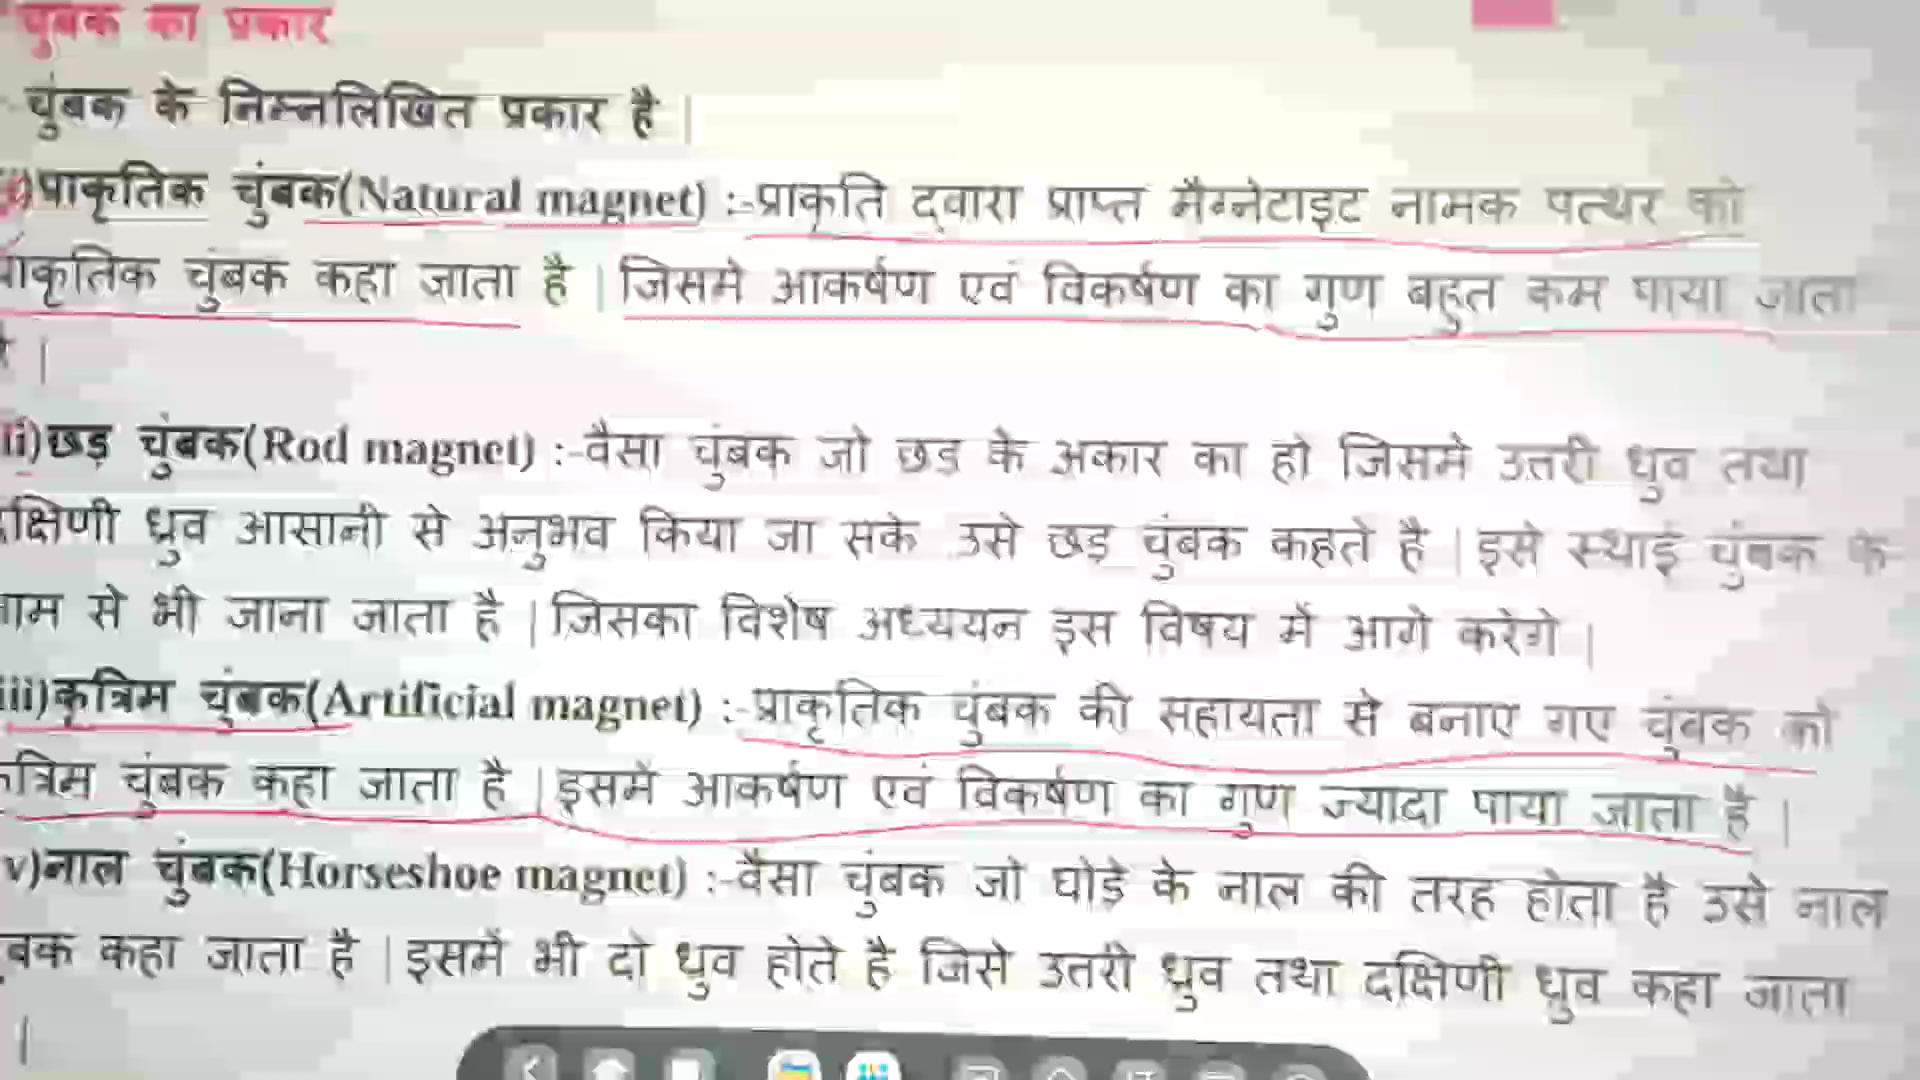 चुंबक का प्रकार
चुंबक के निम्नलिखित प्रकार है |
i)प्राकृतिक चुंबक(Natural magnet) :-प्राकृति दवारा प्राप्त मैग्नेटाइट नामक पत्थर को
प्राकृतिक चुंबक कहा जाता है | जिसमे आकर्षण एवं विकर्षण का गुण बहुत कम पाया जाता
है |
ii)छड़ चुंबक(Rod magnet) :-वैसा चुंबक जो छड के अकार का हो जिसमे उत्तरी धुव तथा
दक्षिणी ध्रुव आसानी से अनुभव किया जा सके उसे छड़ चुंबक कहते है | इसे स्थाई चुंबक के
नाम से भी जाना जाता है | जिसका विशेष अध्ययन इस विषय में आगे करेगे |
iii)कृत्रिम चुंबक(Artificial magnet) :-प्राकृतिक चुंबक की सहायता से बनाए गए चुंबक को
कृत्रिम चुंबक कहा जाता है | इसमें आकर्षण एवं विकर्षण का गुण ज्यादा पाया जाता है |
v)नाल चुंबक(Horseshoe magnet) :-वैसा चुंबक जो घोड़े के नाल की तरह होता है उसे नाल
चुंबक कहा जाता है | इसमें भी दो धुव होते है जिसे उतरी धुव तथा दक्षिणी धुव कहा जाता
|